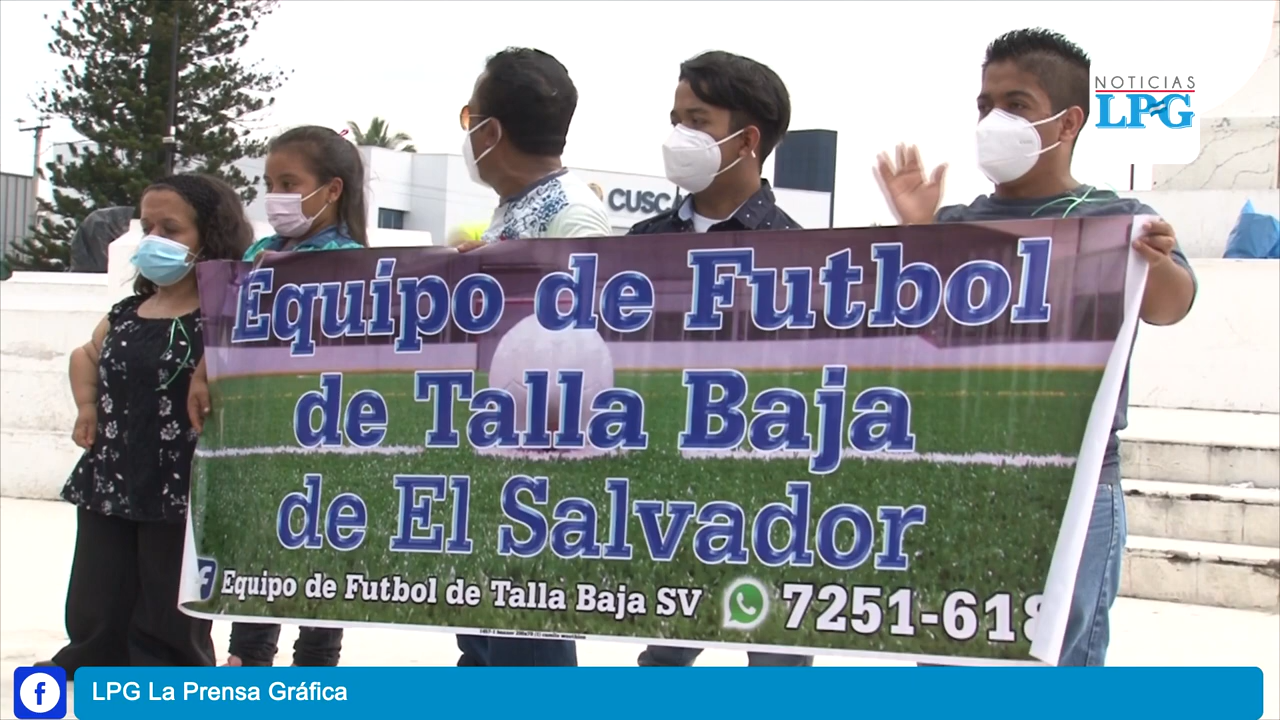 NOTICIAS
LPG
CUSCA
Equipo de Futbol
de Talla Baja
de El Salvador
Equipo de Futbol de Talla Baja SV 7251-618
LPG La Prensa Gráfica